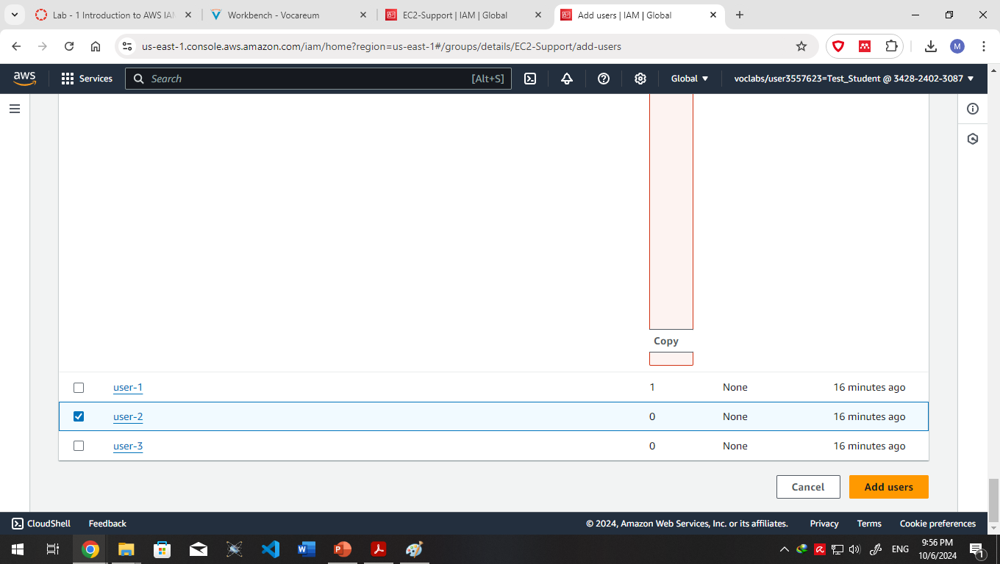 Lab - 1 Introduction to AWS IAM
Workbench - Vocareum
EC2-Support | IAM | Global
Add users | IAM | Global
us-east-1.console.aws.amazon.com/iam/home?region=us-east-1#/groups/details/EC2-Support/add-users
M
aws
Services
Search
[Alt+S]
Global
voclabs/user3557623=Test_Student @ 3428-2402-3087
Copy
user-1 1 None 16 minutes ago
user-2 0 None 16 minutes ago
user-3 0 None 16 minutes ago
Cancel
Add users
CloudShell
Feedback
© 2024, Amazon Web Services, Inc. or its affiliates.
Privacy
Terms
Cookie preferences
ENG
9:56 PM
10/6/2024
1